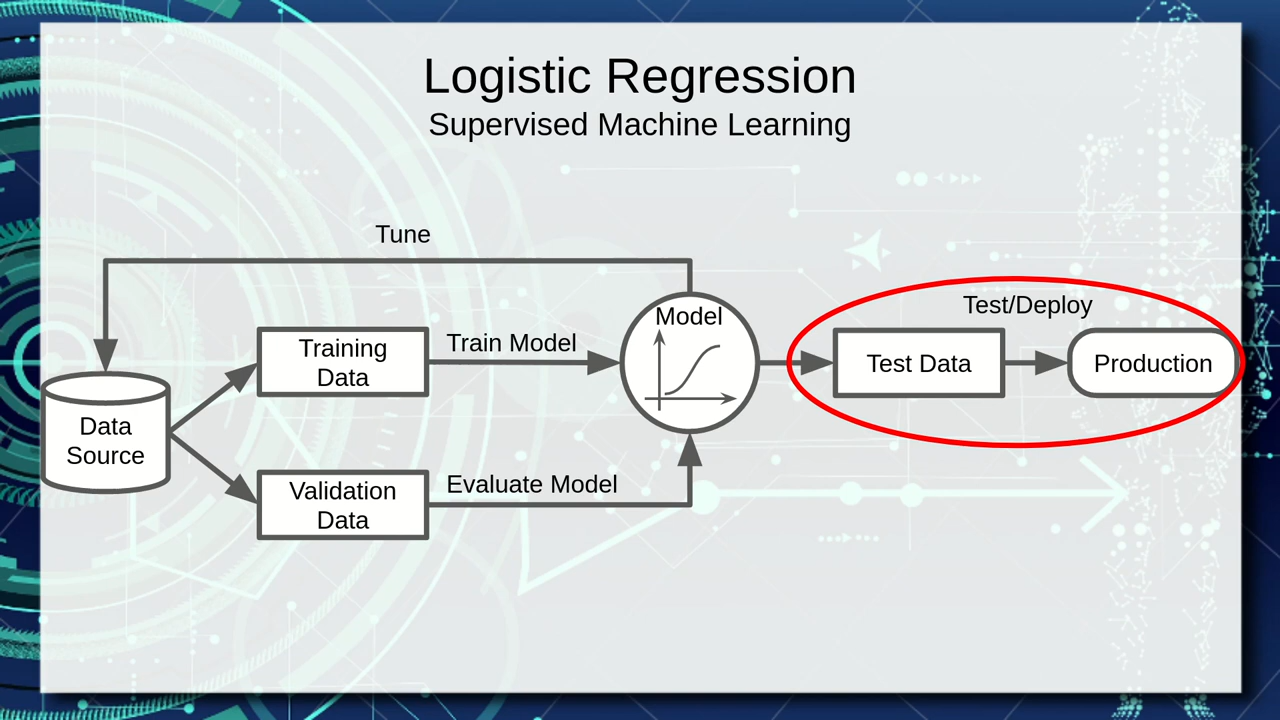 Logistic Regression
Supervised Machine Learning
Tune
Test/Deploy
Model
Training
Data
Train Model
Test Data
Production
Data
Source
Validation
Data
Evaluate Model